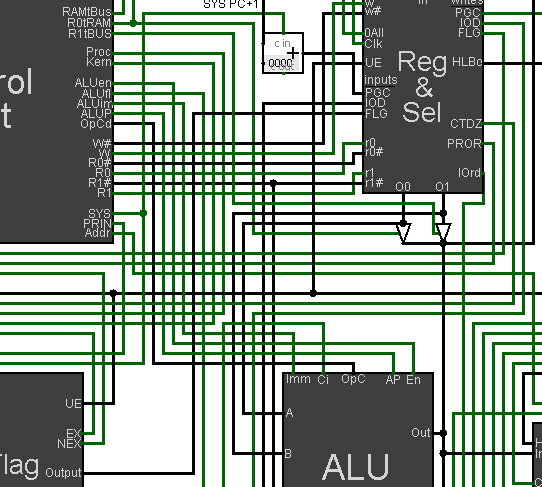 SYS PC+1
RAMtBus
R0tRAM
R1tBUS
Proc
Kern
ALUen
ALUfl
ALUim
ALUP
OpCd
W#
W
R0#
R0
R1#
R1
SYS
PRIN
Addr
rol
t
c in
+
0000
w
w#
0All
Clk
UE
inputs
PGC
IOD
FLG
r0
r0#
r1
r1#
in
writes
PGC
IOD
FLG
HLBo
CTDZ
PROR
IOrd
Reg
&
Sel
O0
O1
UE
EX
NEX
Output
Flag
Imm
Ci
OpC
AP
En
A
B
Out
ALU
H
In
C